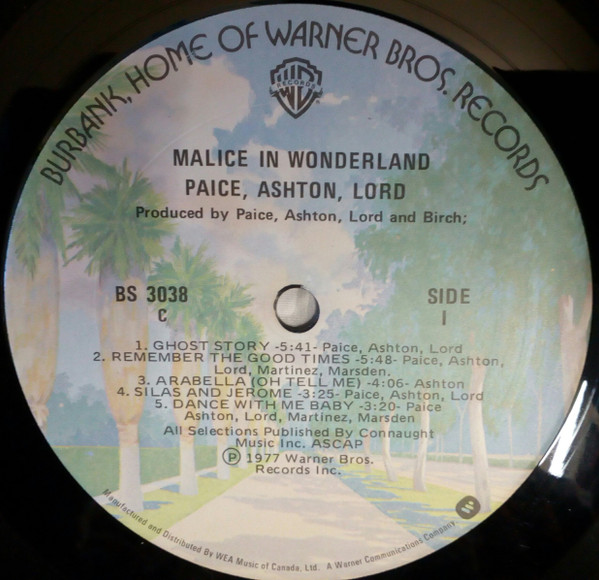 BURBANK, HOME OF WARNER BROS. RECORDS
RECORDS
MALICE IN WONDERLAND
PAICE, ASHTON, LORD
Produced by Paice, Ashton, Lord and Birch;
BS 3038
C
SIDE
I
1. GHOST STORY -5:41- Paice, Ashton, Lord
2. REMEMBER THE GOOD TIMES -5:48- Paice, Ashton,
Lord, Martinez, Marsden.
3. ARABELLA (OH TELL ME) -4:06- Ashton
4. SILAS AND JEROME -3:25- Paice, Ashton, Lord
5. DANCE WITH ME BABY -3:20- Paice
Ashton, Lord, Martinez, Marsden
All Selections Published By Connaught
Music Inc. ASCAP
Ⓟ 1977 Warner Bros.
Records Inc.
Manufactured and Distributed By WEA Music of Canada, Ltd. A Warner Communications Company.